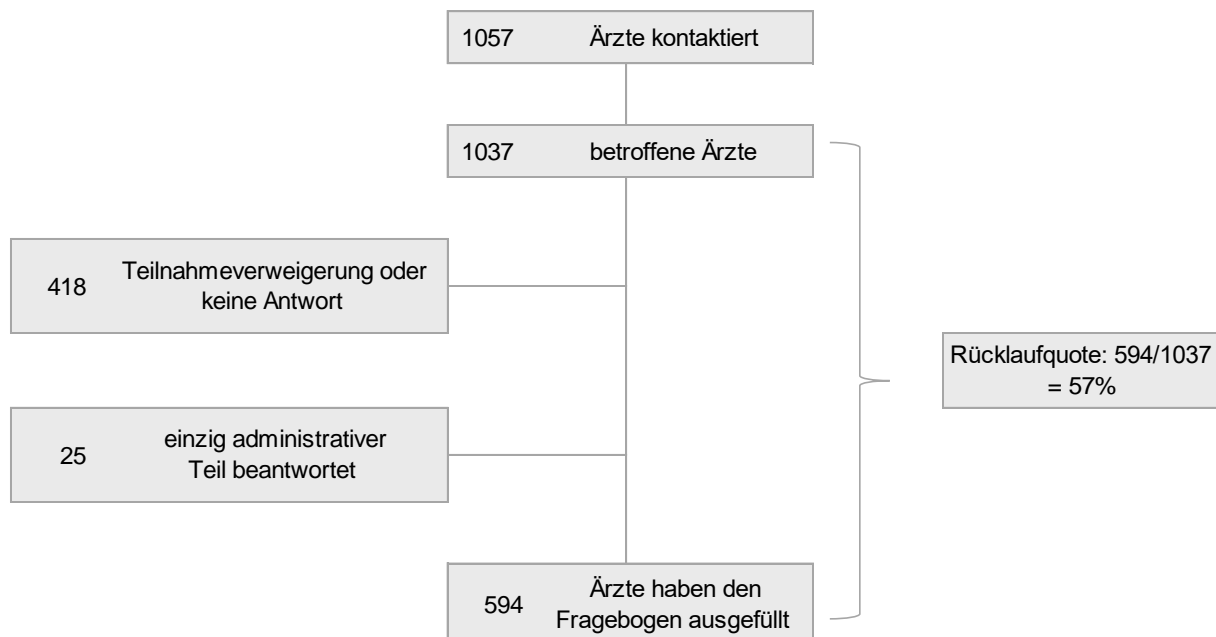 1057 Ärzte kontaktiert
1037 betroffene Ärzte
418 Teilnahmeverweigerung oder
keine Antwort
Rücklaufquote: 594/1037
= 57%
25 einzig administrativer
Teil beantwortet
594 Ärzte haben den
Fragebogen ausgefüllt